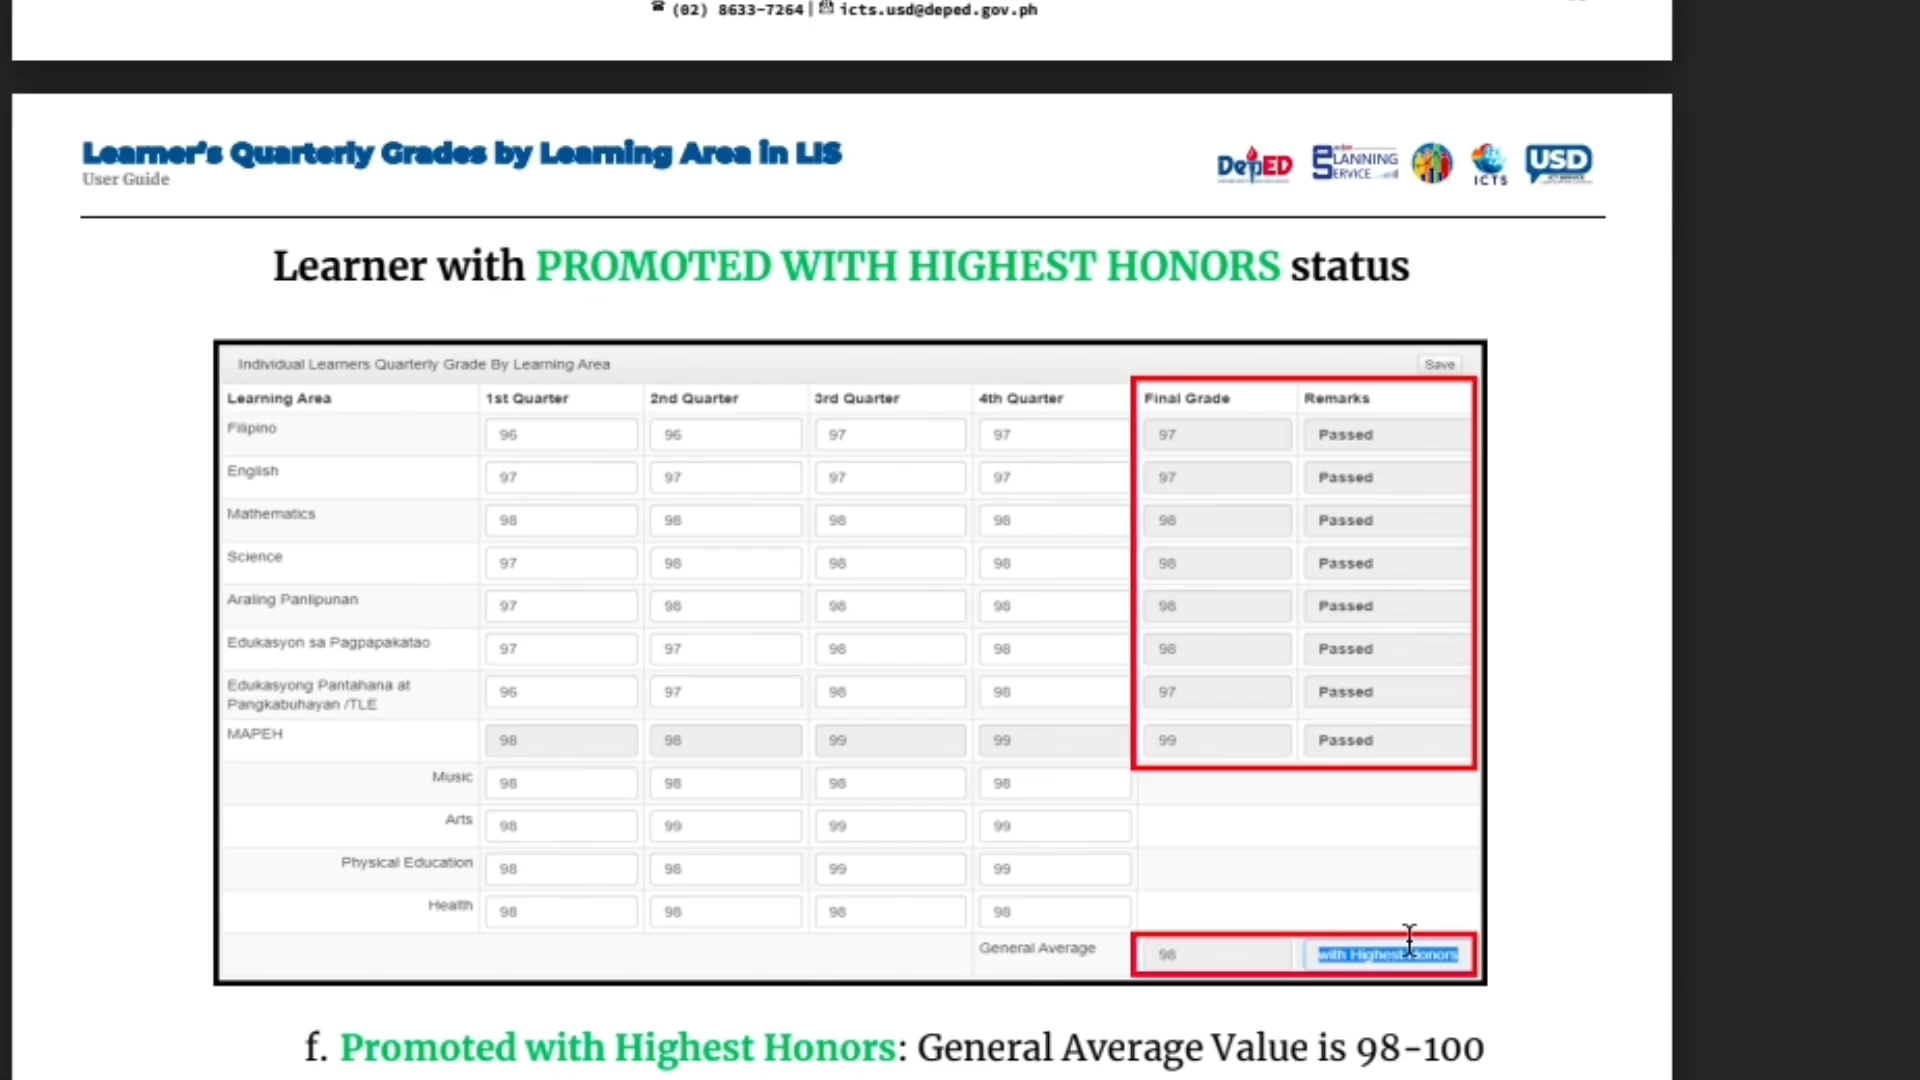 (02) 8633-7264 | icts.usd@deped.gov.ph
Learner's Quarterly Grades by Learning Area in LIS
User Guide
DepED
PLANNING
SERVICE
ICTS
USD
Learner with PROMOTED WITH HIGHEST HONORS status
Individual Learners Quarterly Grade By Learning Area Save
Learning Area 1st Quarter 2nd Quarter 3rd Quarter 4th Quarter Final Grade Remarks
Filipino 96 96 97 97 97 Passed
English 97 97 97 97 97 Passed
Mathematics 98 98 98 98 98 Passed
Science 97 98 98 98 98 Passed
Araling Panlipunan 97 98 98 98 98 Passed
Edukasyon sa Pagpapakatao 97 97 98 98 98 Passed
Edukasyong Pantahana at
Pangkabuhayan /TLE 96 97 98 98 97 Passed
MAPEH 98 98 99 99 99 Passed
Music 98 98 98 98
Arts 98 99 99 99
Physical Education 98 98 99 99
Health 98 98 98 98
General Average 98 with Highest Honors
f. Promoted with Highest Honors: General Average Value is 98-100